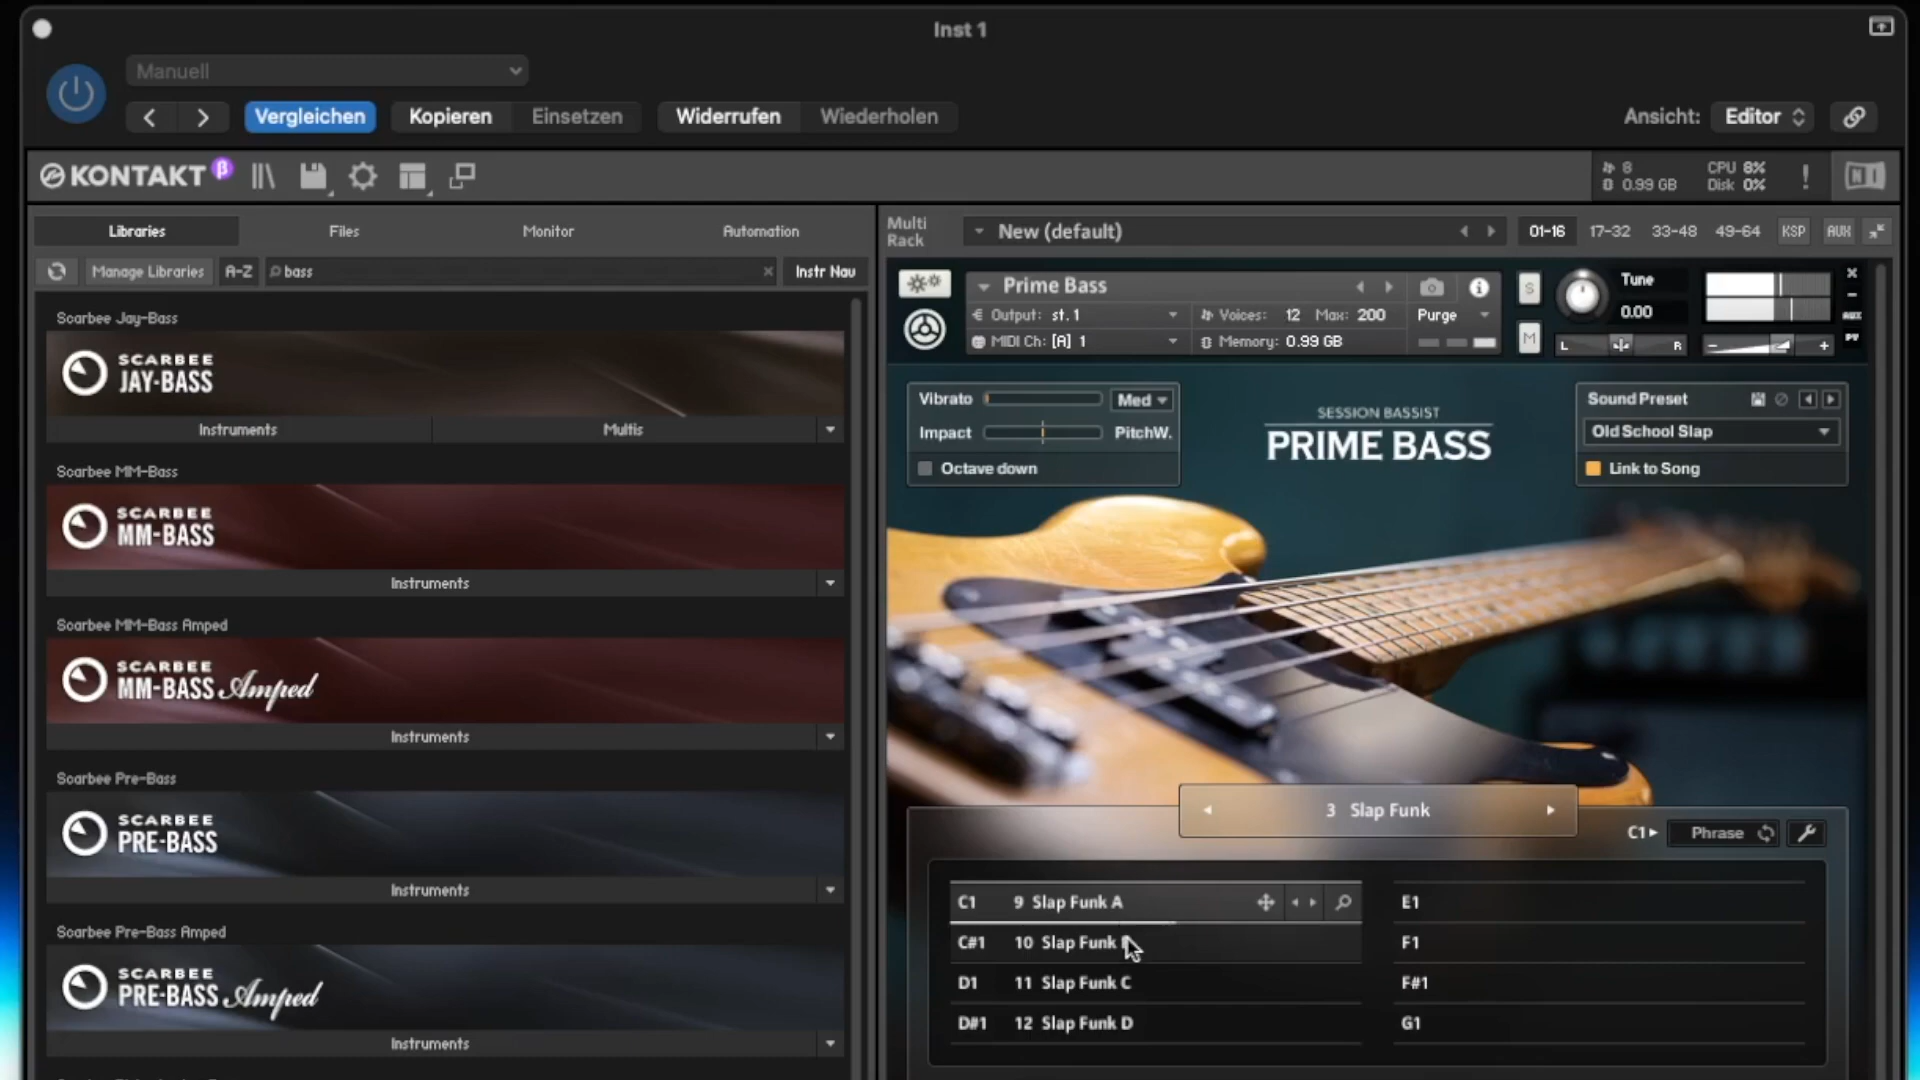 Inst 1
Manuell
Vergleichen Kopieren Einsetzen Widerrufen Wiederholen Ansicht: Editor
KONTAKT β
8 CPU 8%
0.99 GB Disk 0%
!
Libraries Files Monitor Automation
Manage Libraries A-Z bass × Instr Nav
Scarbee Jay-Bass
SCARBEE
JAY-BASS
Instruments Multis
Scarbee MM-Bass
SCARBEE
MM-BASS
Instruments
Scarbee MM-Bass Amped
SCARBEE
MM-BASS Amped
Instruments
Scarbee Pre-Bass
SCARBEE
PRE-BASS
Instruments
Scarbee Pre-Bass Amped
SCARBEE
PRE-BASS Amped
Instruments
Multi
Rack
New (default) 01-16 17-32 33-48 49-64 KSP AUX
Prime Bass
Output: st.1 Voices: 12 Max: 200 Purge
MIDI Ch: [A] 1 Memory: 0.99 GB
S
M
Tune
0.00
L R - +
AUX
PV
Vibrato Med
Impact PitchW.
Octave down
SESSION BASSIST
PRIME BASS
Sound Preset
Old School Slap
Link to Song
3 Slap Funk
C1 Phrase
C1 9 Slap Funk A
C#1 10 Slap Funk
D1 11 Slap Funk C
D#1 12 Slap Funk D
E1
F1
F#1
G1